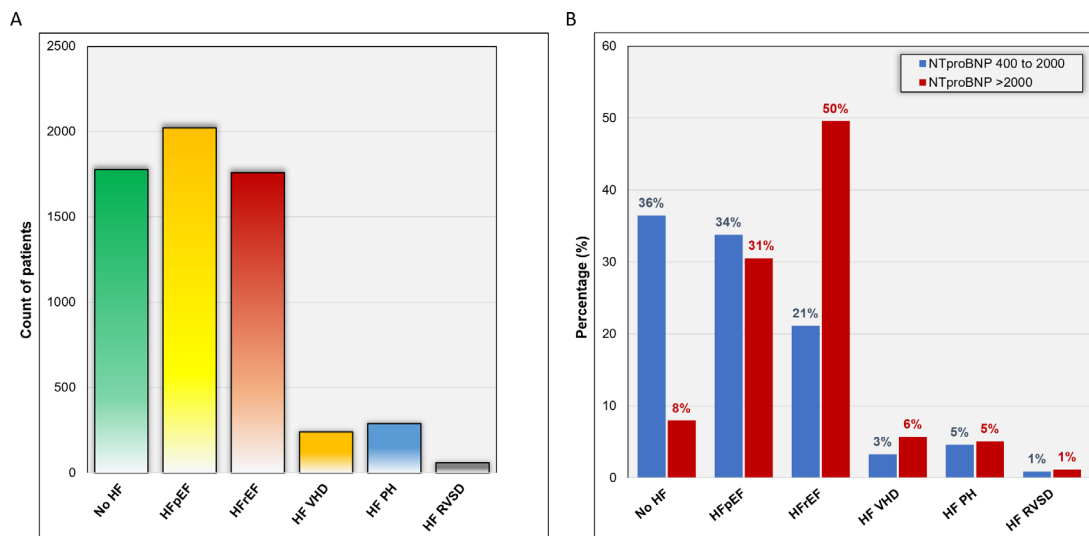 A
2500
2000
1500
1000
500
0
Count of patients
No HF
HFpEF
HFrEF
HF VHD
HF PH
HF RVSD
B
60
50
40
30
20
10
0
Percentage (%)
NTproBNP 400 to 2000
NTproBNP >2000
36%
8%
34%
31%
21%
50%
3%
6%
5%
5%
1%
1%
No HF
HFpEF
HFrEF
HF VHD
HF PH
HF RVSD